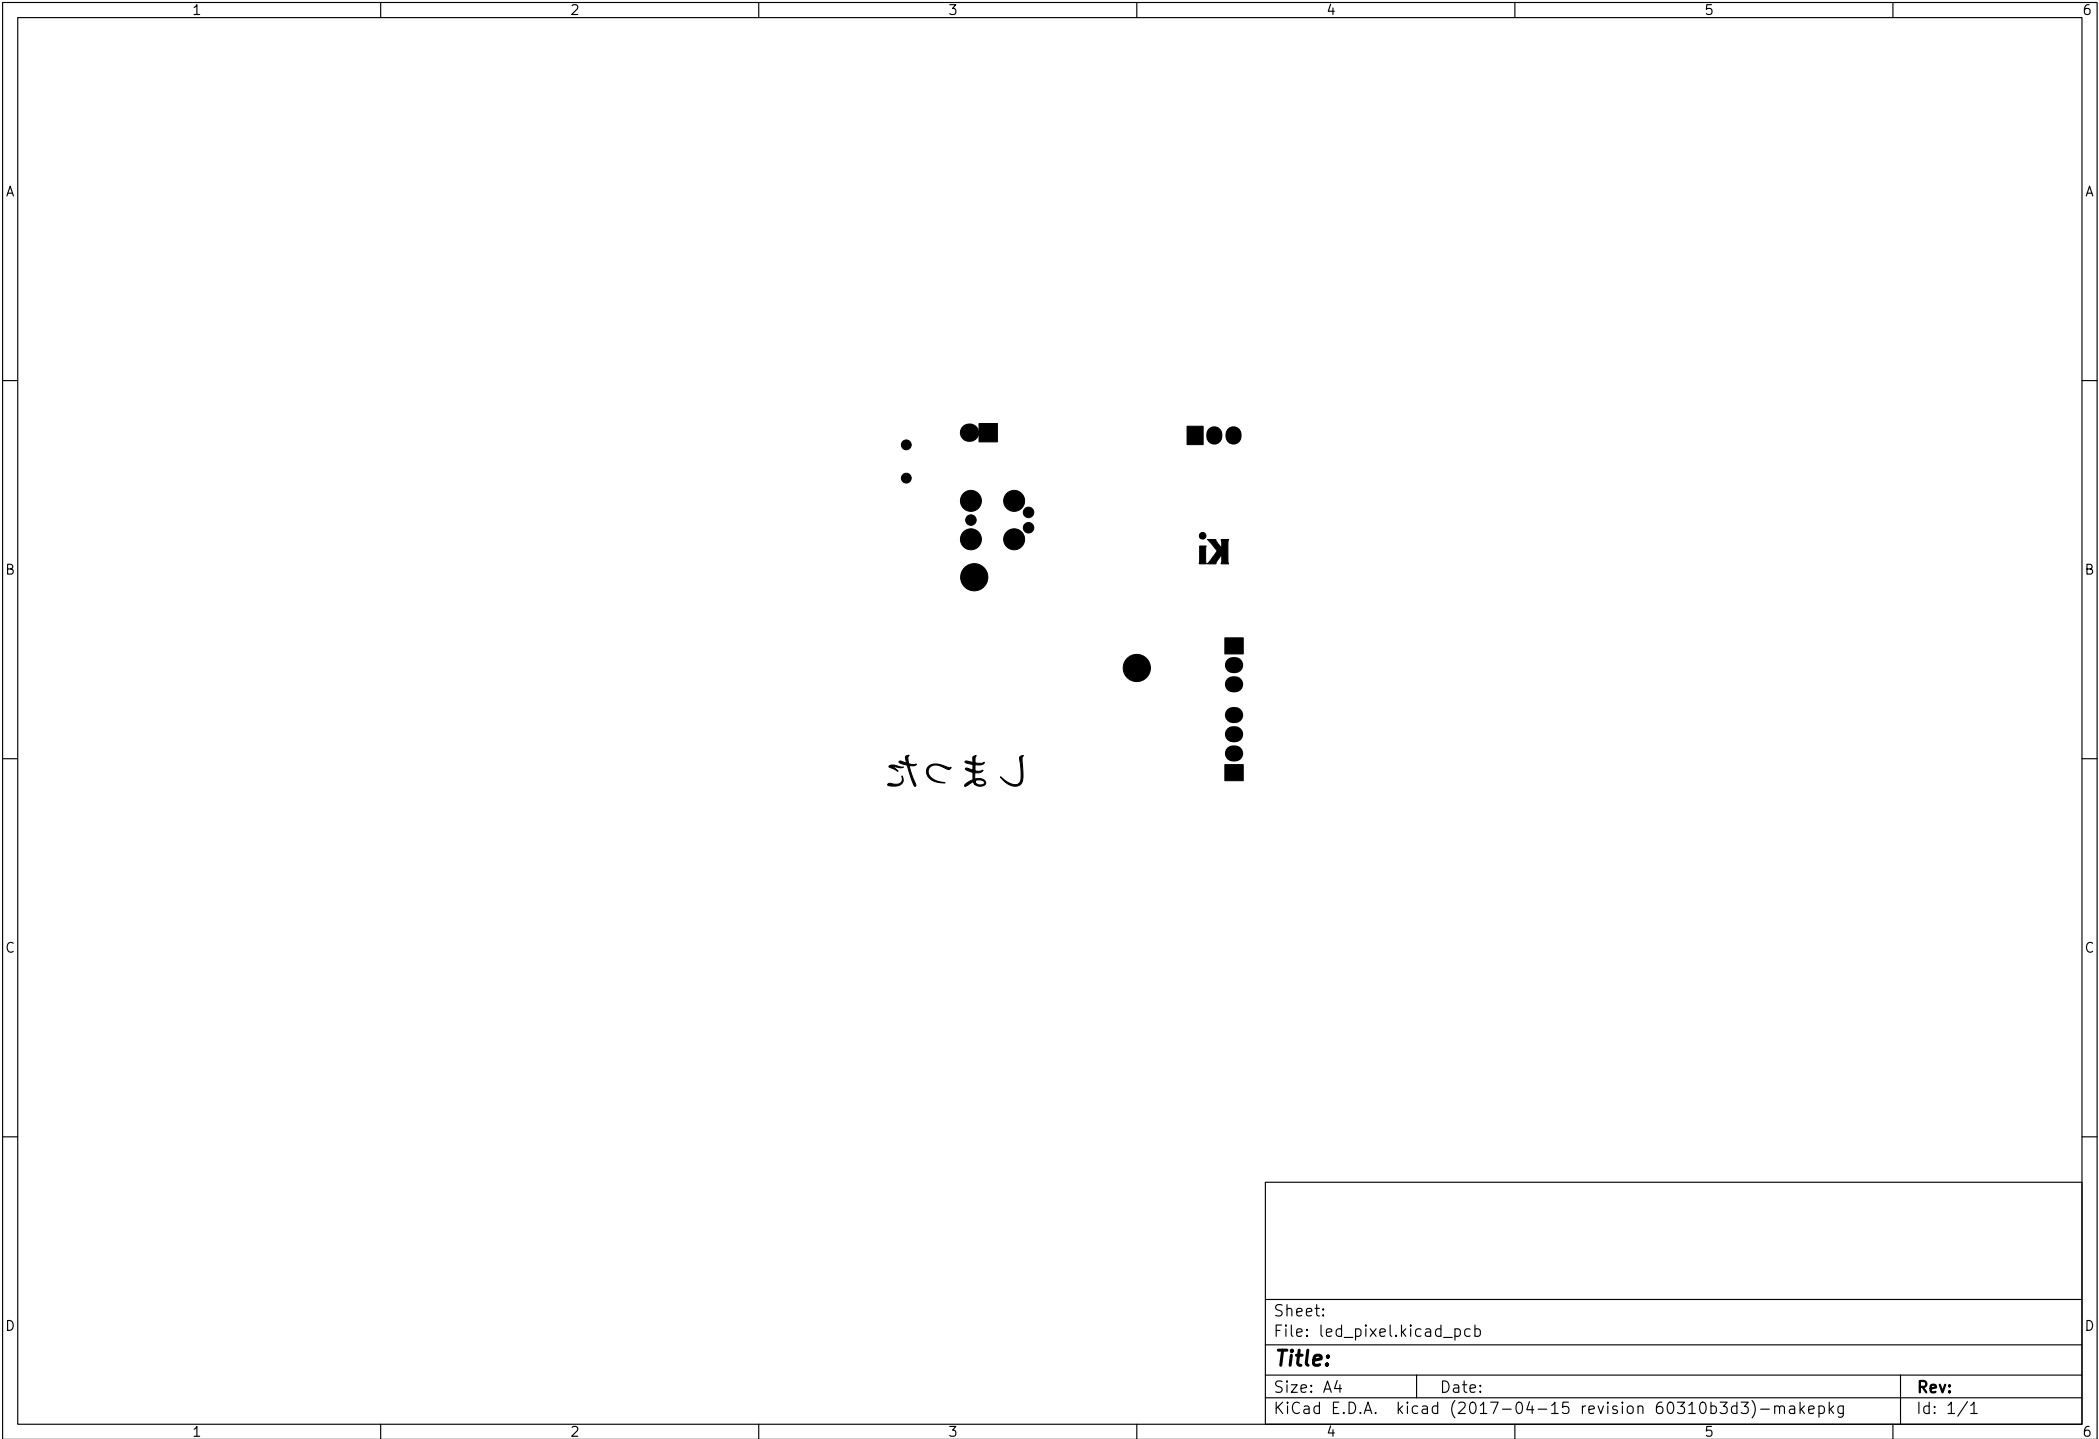 1 2 3 4 5 6
A A
ki
B B
しまった
C C
Sheet:
D File: led_pixel.kicad_pcb D
Title:
Size: A4 Date: Rev:
KiCad E.D.A. kicad (2017-04-15 revision 60310b3d3)-makepkg Id: 1/1
1 2 3 4 5 6